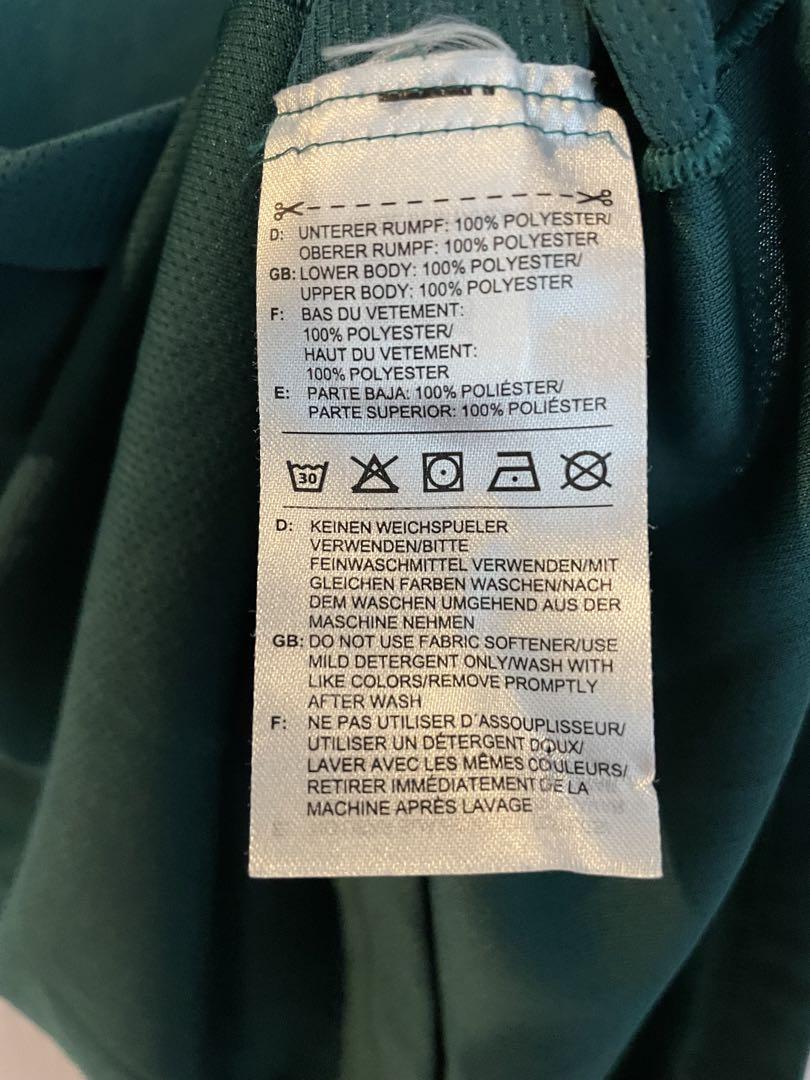 D: UNTERER RUMPF: 100% POLYESTER/
OBERER RUMPF: 100% POLYESTER
GB: LOWER BODY: 100% POLYESTER/
UPPER BODY: 100% POLYESTER
F: BAS DU VETEMENT:
100% POLYESTER/
HAUT DU VETEMENT:
100% POLYESTER
E: PARTE BAJA: 100% POLIÉSTER/
PARTE SUPERIOR: 100% POLIÉSTER
30
D: KEINEN WEICHSPUELER
VERWENDEN/BITTE
FEINWASCHMITTEL VERWENDEN/MIT
GLEICHEN FARBEN WASCHEN/NACH
DEM WASCHEN UMGEHEND AUS DER
MASCHINE NEHMEN
GB: DO NOT USE FABRIC SOFTENER/USE
MILD DETERGENT ONLY/WASH WITH
LIKE COLORS/REMOVE PROMPTLY
AFTER WASH
F: NE PAS UTILISER D'ASSOUPLISSEUR/
UTILISER UN DÉTERGENT DOUX/
LAVER AVEC LES MÊMES COULEURS/
RETIRER IMMÉDIATEMENT DE LA
MACHINE APRÈS LAVAGE